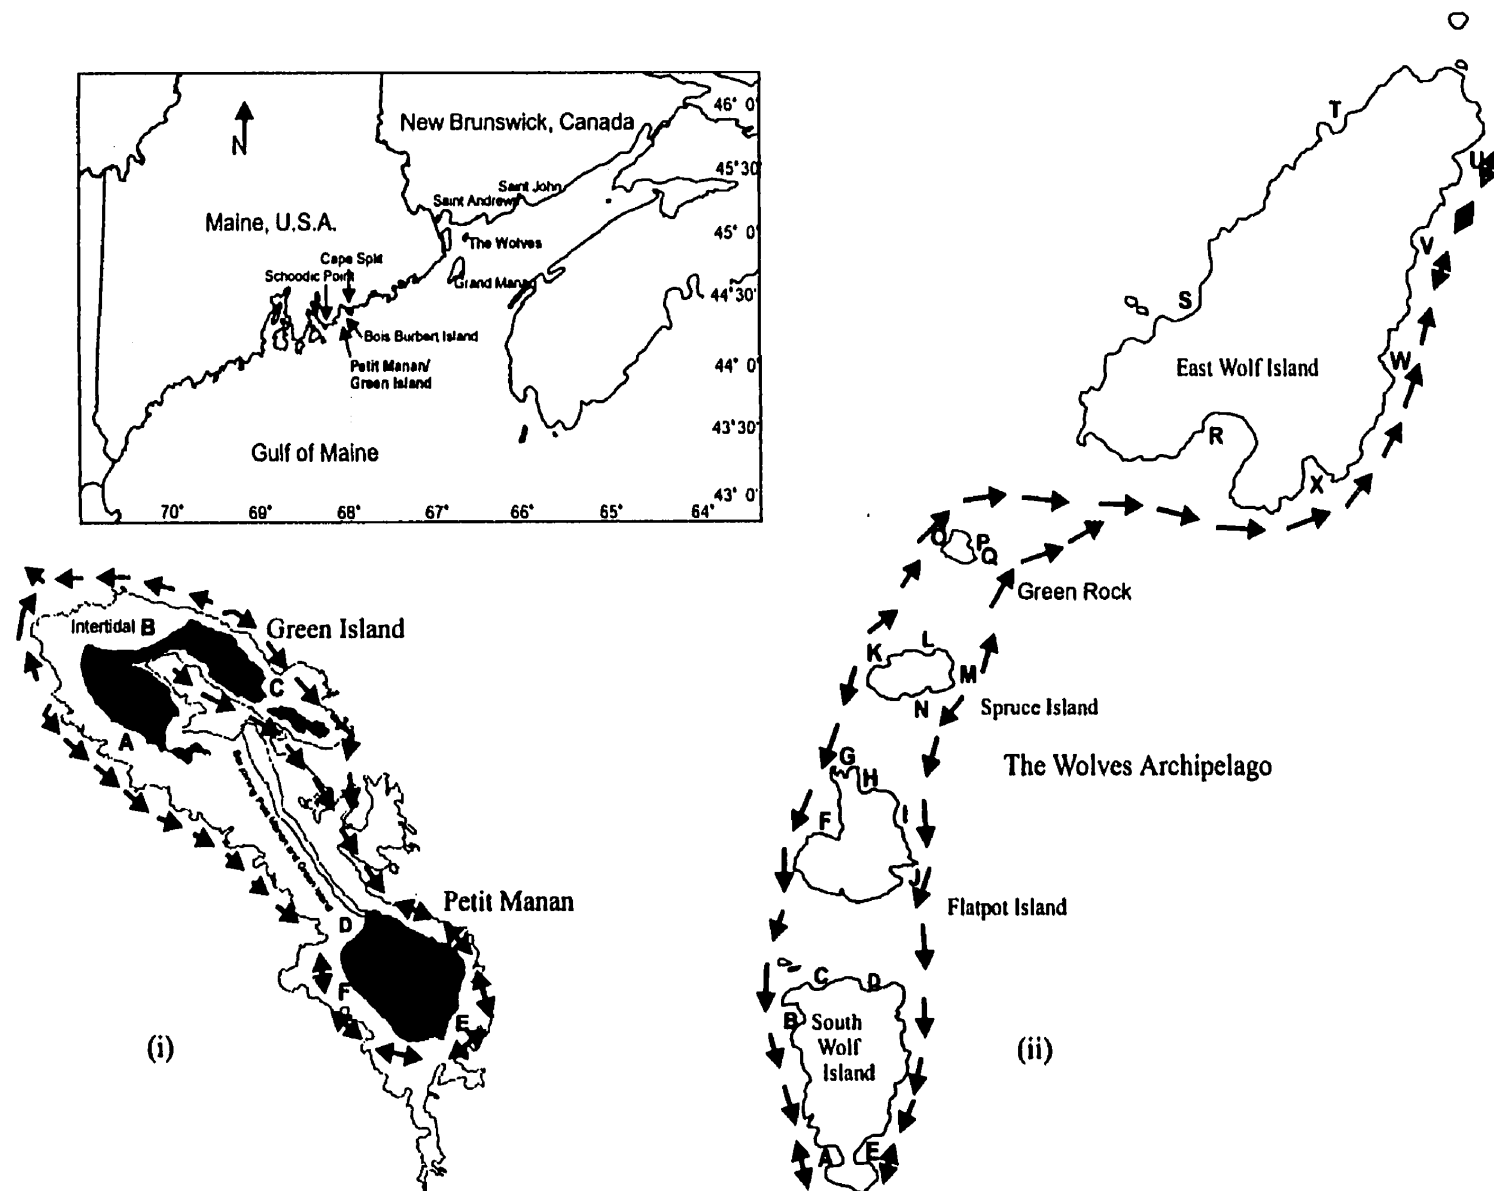 46° 0'
New Brunswick, Canada
N
45°30
Saint John
Saint Andrews
Maine, U.S.A.
45° 0'
The Wolves
Cape Split
Schoodic Point
Grand Manan
44°30'
Bois Burbert Island
Petit Manan/
Green Island
44° 0'
43°30'
Gulf of Maine
43° 0'
70° 69° 68° 67° 66° 65° 64°
Intertidal B
Green Island
C
A
Petit Manan
D
F
E
(i)
T
U
V
S
W
East Wolf Island
R
X
O
P
Q
Green Rock
L
K
M
N
Spruce Island
The Wolves Archipelago
G
H
F
I
J
Flatpot Island
C
D
B
South
Wolf
Island
(ii)
A
E